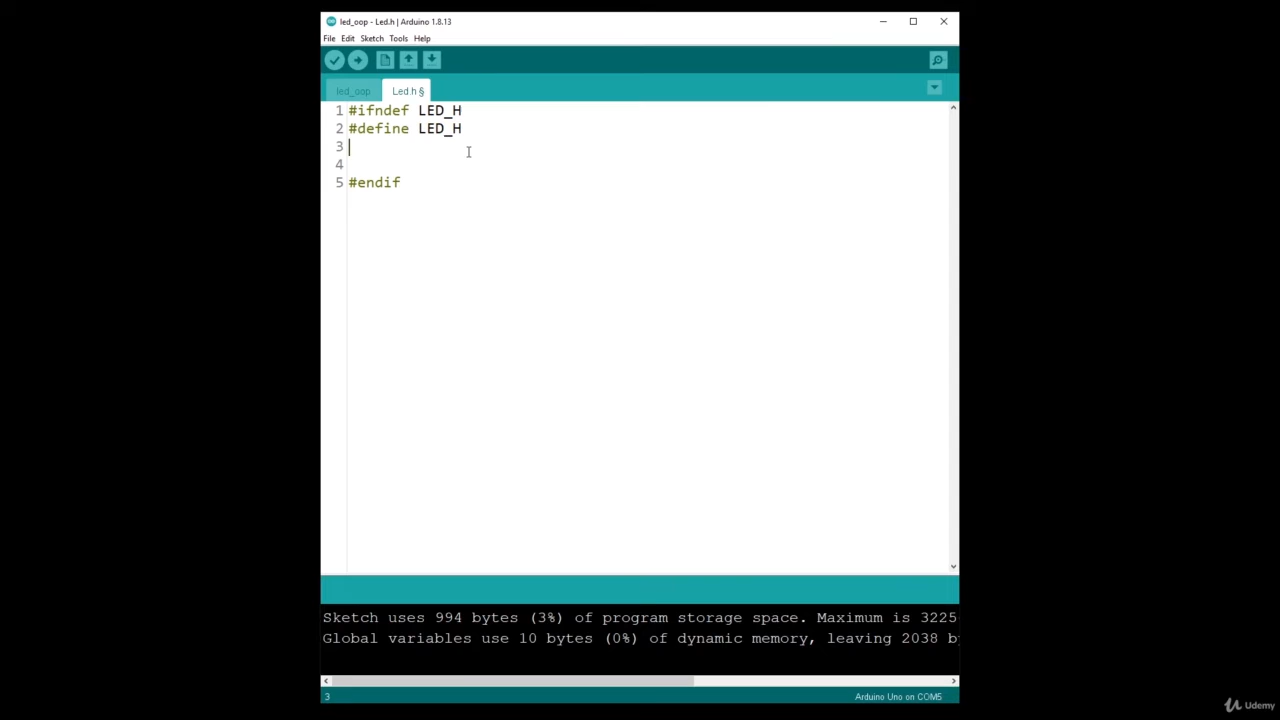 led_oop - Led.h | Arduino 1.8.13
File Edit Sketch Tools Help
led_oop Led.h §
1 #ifndef LED_H
2 #define LED_H
3
4
5 #endif
Sketch uses 994 bytes (3%) of program storage space. Maximum is 3225
Global variables use 10 bytes (0%) of dynamic memory, leaving 2038 b
3 Arduino Uno on COM5
Udemy